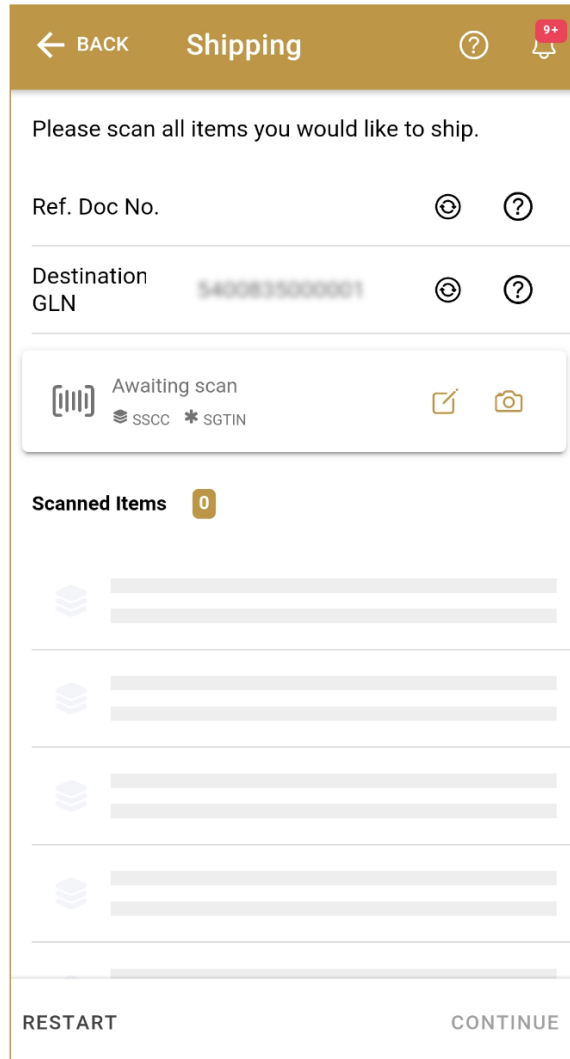 BACK Shipping 9+
Please scan all items you would like to ship.
Ref. Doc No.
Destination
GLN
Awaiting scan
SSCC SGTIN
Scanned Items 0
RESTART CONTINUE